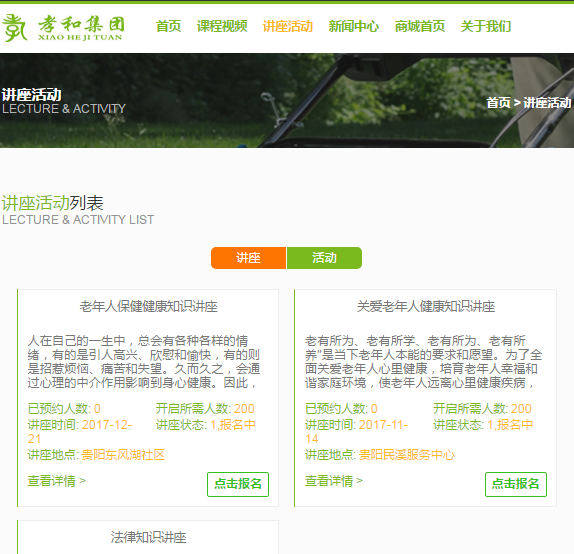 孝和集团
XIAO HE JI TUAN
首页 课程视频 讲座活动 新闻中心 商城首页 关于我们
讲座活动
LECTURE & ACTIVITY
首页 > 讲座活动
讲座活动列表
LECTURE & ACTIVITY LIST
讲座 活动
老年人保健健康知识讲座
人在自己的一生中，总会有各种各样的情
绪，有的是引人高兴、欣慰和愉快，有的则
是招惹烦恼、痛苦和失望。久而久之，会通
过心理的中介作用影响到身心健康。因此，
已预约人数: 0 开启所需人数: 200
讲座时间: 2017-12-
21
讲座状态: 1,报名中
讲座地点: 贵阳东风湖社区
查看详情 >
点击报名
关爱老年人健康知识讲座
老有所为、老有所学、老有所为、老有所
养”是当下老年人本能的要求和愿望。为了全
面关爱老年人心里健康，培育老年人幸福和
谐家庭环境，使老年人远离心里健康疾病，
已预约人数: 0 开启所需人数: 200
讲座时间: 2017-11-
14
讲座状态: 1,报名中
讲座地点: 贵阳民溪服务中心
查看详情 >
点击报名
法律知识讲座